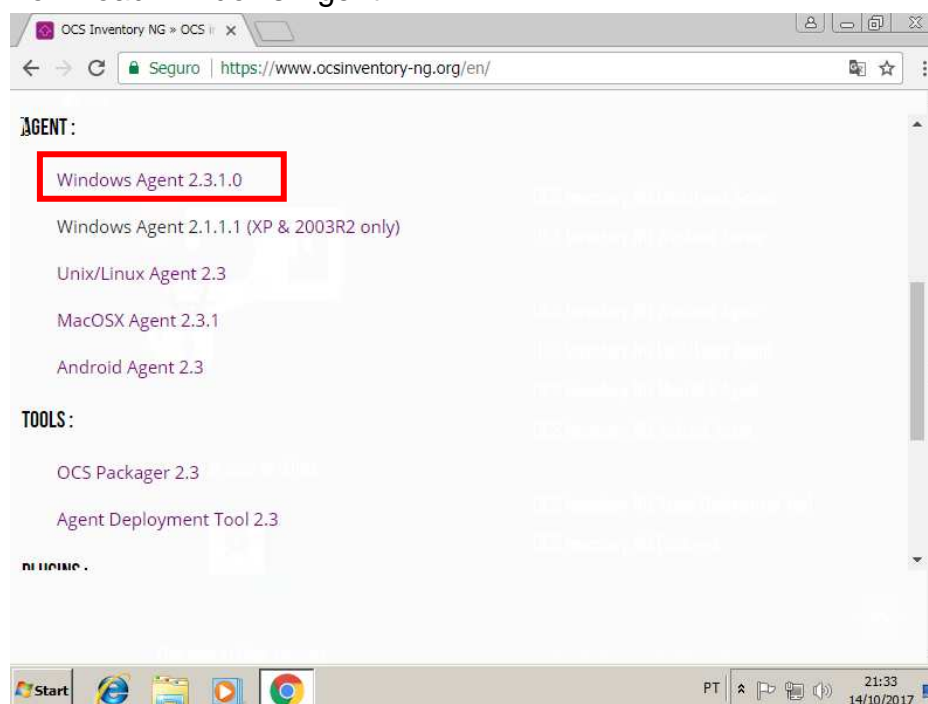 OCS Inventory NG » OCS i
Seguro | https://www.ocsinventory-ng.org/en/
AGENT :
Windows Agent 2.3.1.0
Windows Agent 2.1.1.1 (XP & 2003R2 only)
Unix/Linux Agent 2.3
MacOSX Agent 2.3.1
Android Agent 2.3
TOOLS :
OCS Packager 2.3
Agent Deployment Tool 2.3
PLUGINS :
Start
PT
21:33
14/10/2017